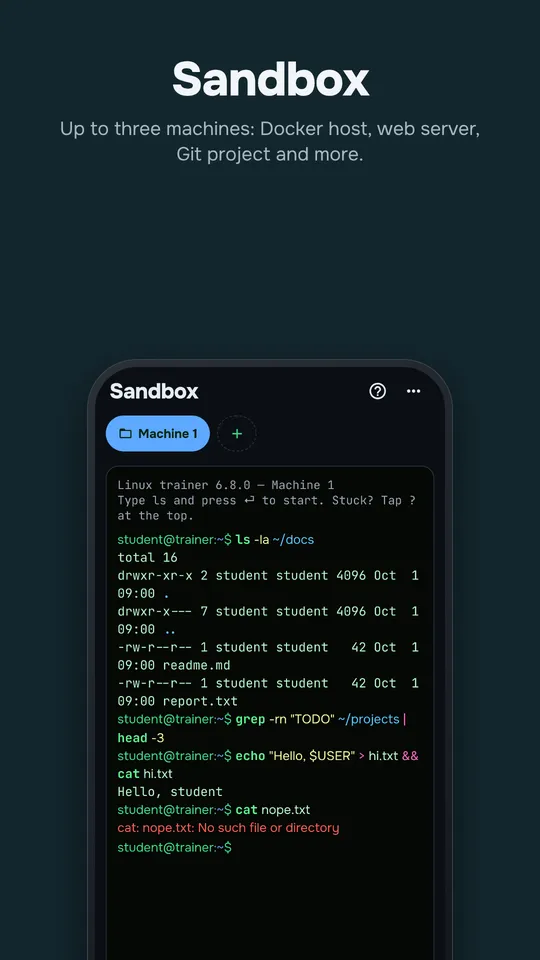 Sandbox
Up to three machines: Docker host, web server,
Git project and more.
Sandbox
Machine 1
+
Linux trainer 6.8.0 — Machine 1
Type ls and press ⏎ to start. Stuck? Tap ?
at the top.
student@trainer:~$ ls -la ~/docs
total 16
drwxr-xr-x 2 student student 4096 Oct  1
09:00 .
drwxr-x--- 7 student student 4096 Oct  1
09:00 ..
-rw-r--r-- 1 student student   42 Oct  1
09:00 readme.md
-rw-r--r-- 1 student student   42 Oct  1
09:00 report.txt
student@trainer:~$ grep -rn "TODO" ~/projects |
head -3
student@trainer:~$ echo "Hello, $USER" > hi.txt &&
cat hi.txt
Hello, student
student@trainer:~$ cat nope.txt
cat: nope.txt: No such file or directory
student@trainer:~$